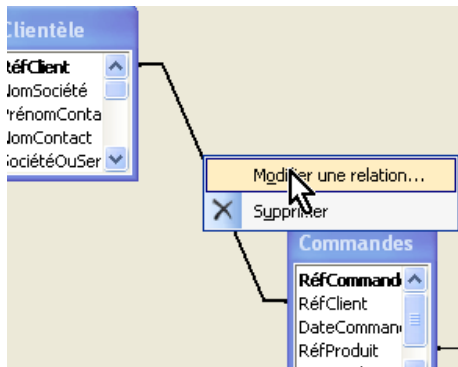 Clientèle
RéfClient
NomSociété
PrénomConta
NomContact
SociétéOuSer
Modifier une relation...
Supprimer
Commandes
RéfCommand
RéfClient
DateComman
RéfProduit